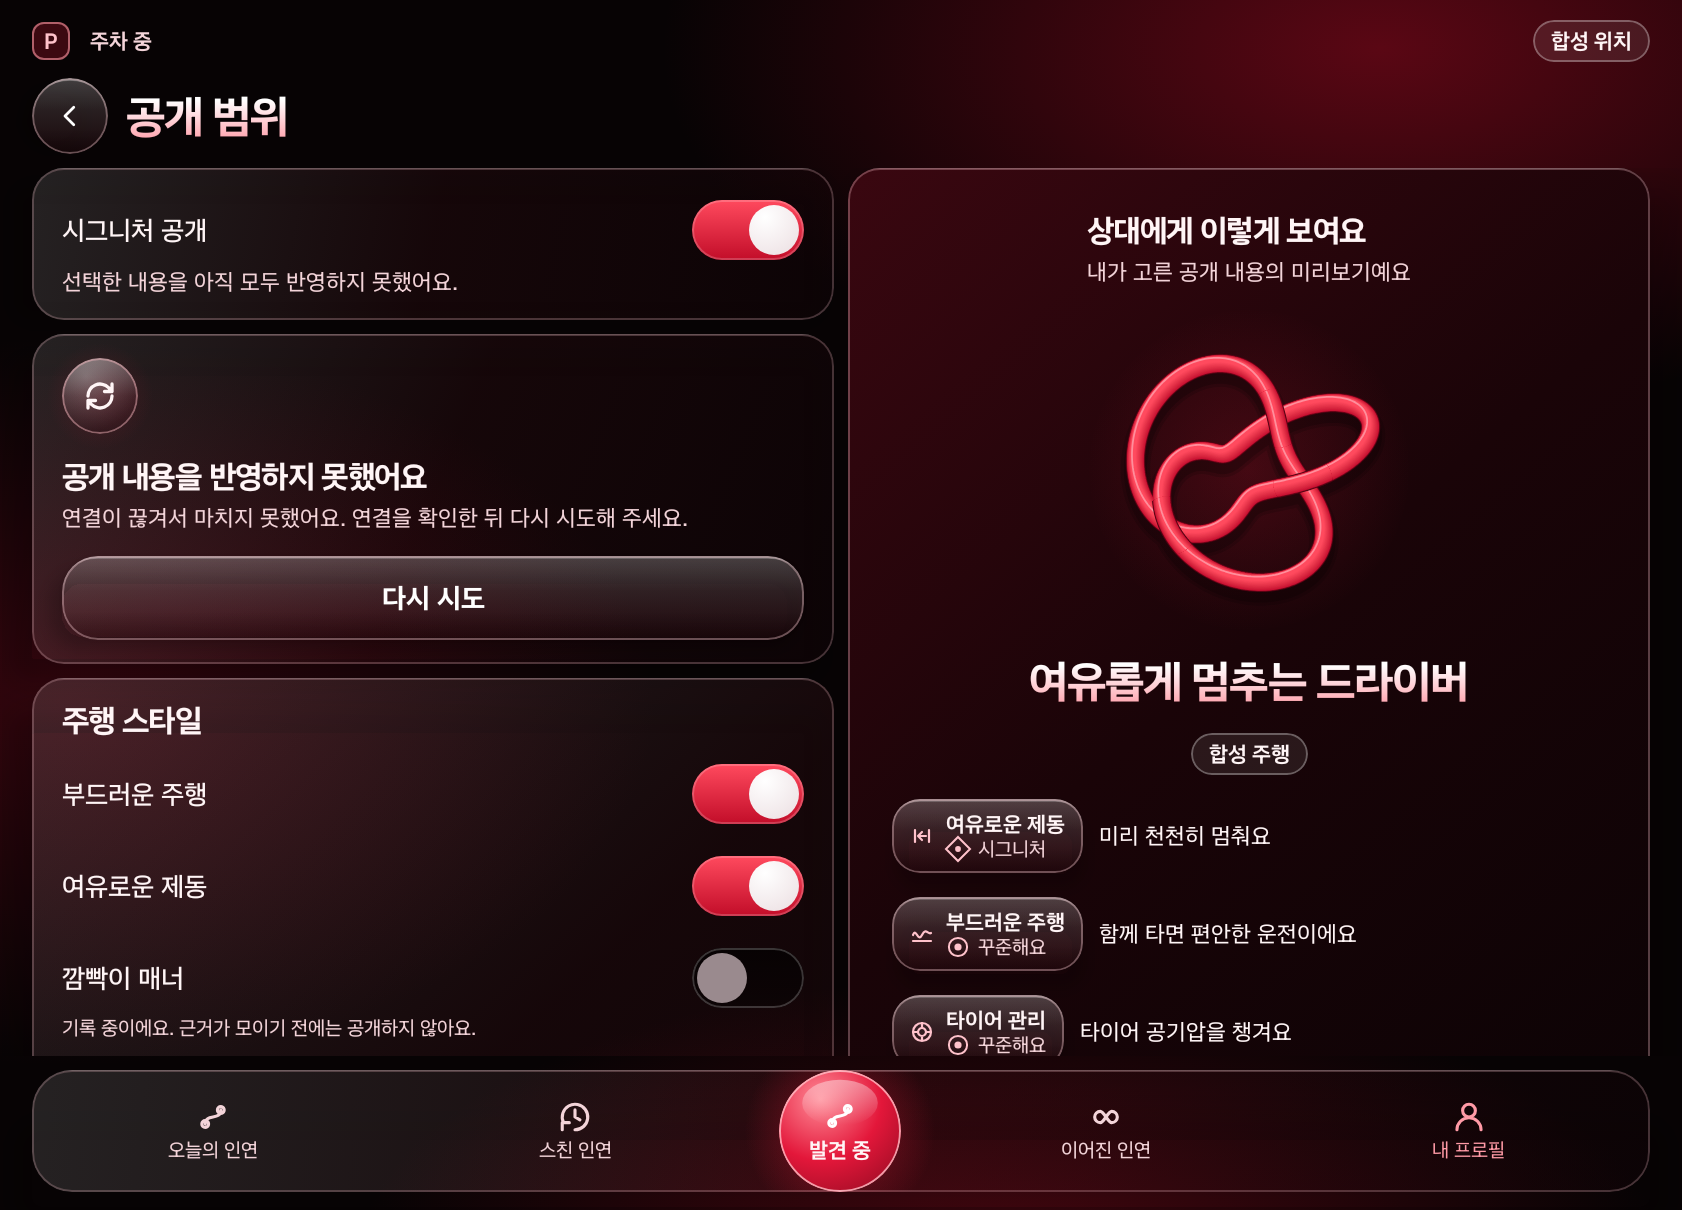 P 주차 중
합성 위치
공개 범위
시그니처 공개
선택한 내용을 아직 모두 반영하지 못했어요.
공개 내용을 반영하지 못했어요
연결이 끊겨서 마치지 못했어요. 연결을 확인한 뒤 다시 시도해 주세요.
다시 시도
주행 스타일
부드러운 주행
여유로운 제동
깜빡이 매너
기록 중이에요. 근거가 모이기 전에는 공개하지 않아요.
상대에게 이렇게 보여요
내가 고른 공개 내용의 미리보기예요
여유롭게 멈추는 드라이버
합성 주행
여유로운 제동
시그니처
미리 천천히 멈춰요
부드러운 주행
꾸준해요
함께 타면 편안한 운전이에요
타이어 관리
꾸준해요
타이어 공기압을 챙겨요
오늘의 인연
스친 인연
발견 중
이어진 인연
내 프로필